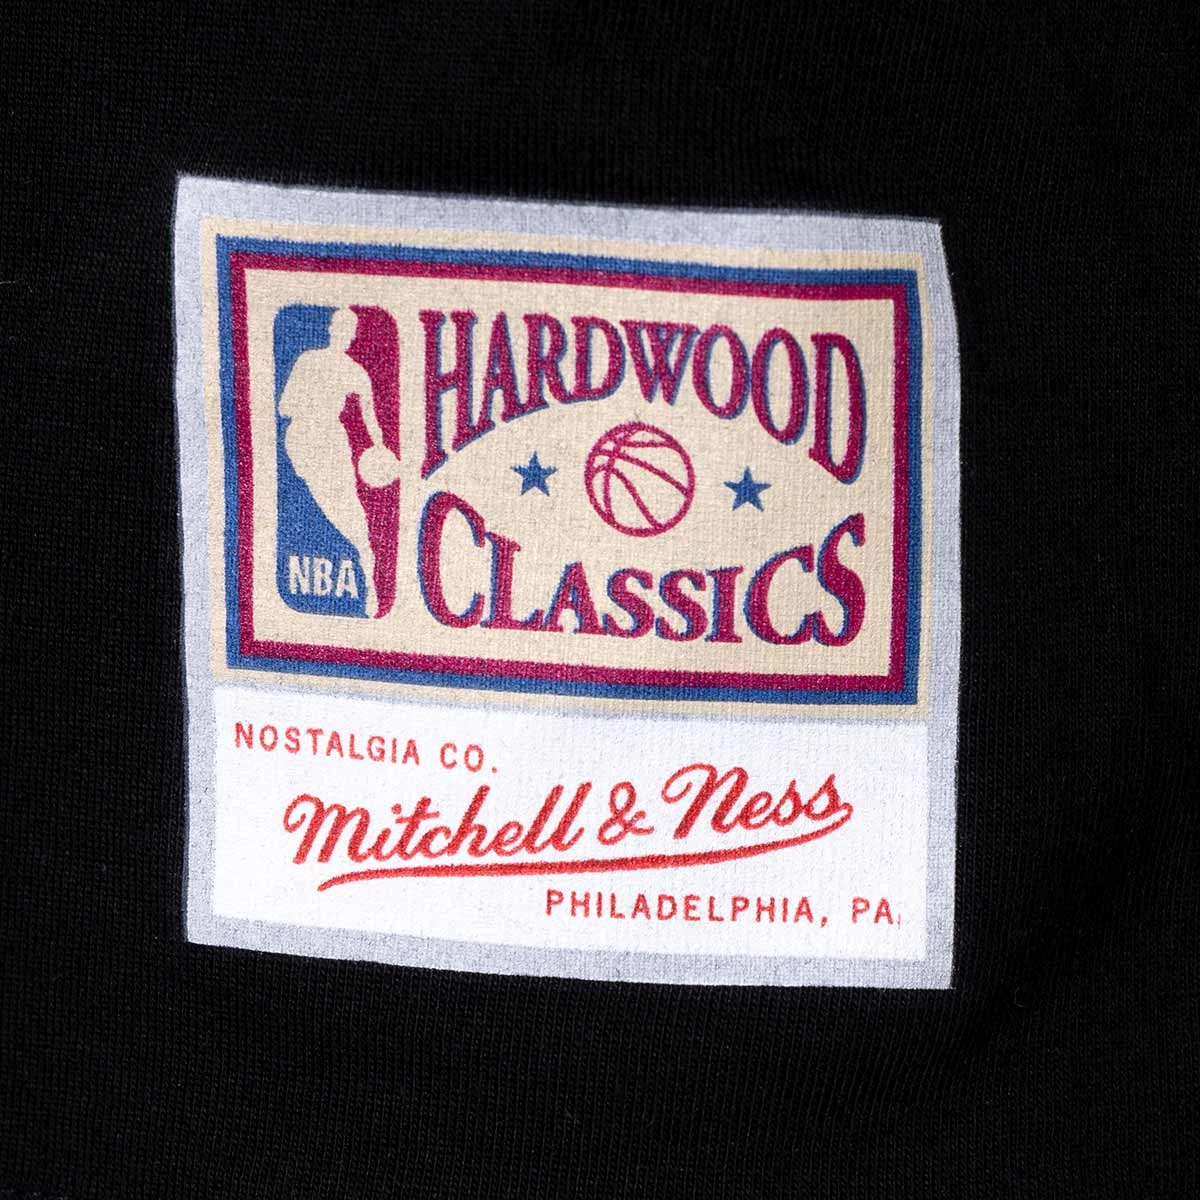 HARDWOOD
CLASSICS
NBA
NOSTALGIA CO.
Mitchell & Ness
PHILADELPHIA, PA.